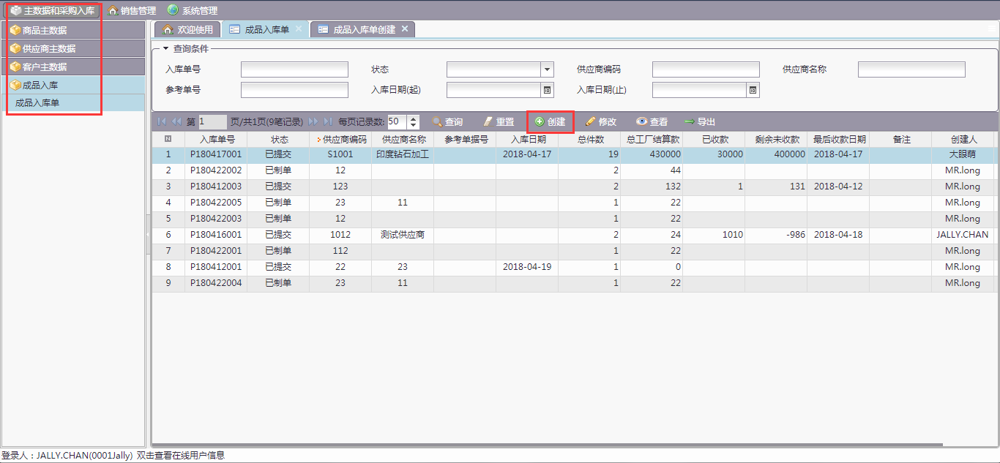 主数据和采购入库 销售管理 系统管理
商品主数据
供应商主数据
客户主数据
成品入库
成品入库单
欢迎使用 成品入库单 成品入库单创建
查询条件
入库单号 状态 供应商编码 供应商名称
参考单号 入库日期(起) 入库日期(止)
第 1 页/共1页(9笔记录) 每页记录数: 50 查询 重置 创建 修改 查看 导出
N 入库单号 状态 供应商编码 供应商名称 参考单据号 入库日期 总件数 总工厂结算款 已收款 剩余未收款 最后收款日期 备注 创建人
1 P180417001 已提交 S1001 印度钻石加工 2018-04-17 19 430000 30000 400000 2018-04-17 大眼萌
2 P180422002 已制单 12 2 44 MR.long
3 P180412003 已提交 123 2 132 1 131 2018-04-12 MR.long
4 P180422005 已制单 23 11 1 22 MR.long
5 P180422003 已制单 12 1 22 MR.long
6 P180416001 已提交 1012 测试供应商 2 24 1010 -986 2018-04-18 JALLY.CHAN
7 P180422001 已制单 112 1 22 MR.long
8 P180412001 已提交 22 23 2018-04-19 1 0 MR.long
9 P180422004 已制单 23 11 1 22 MR.long
登录人：JALLY.CHAN(0001Jally) 双击查看在线用户信息